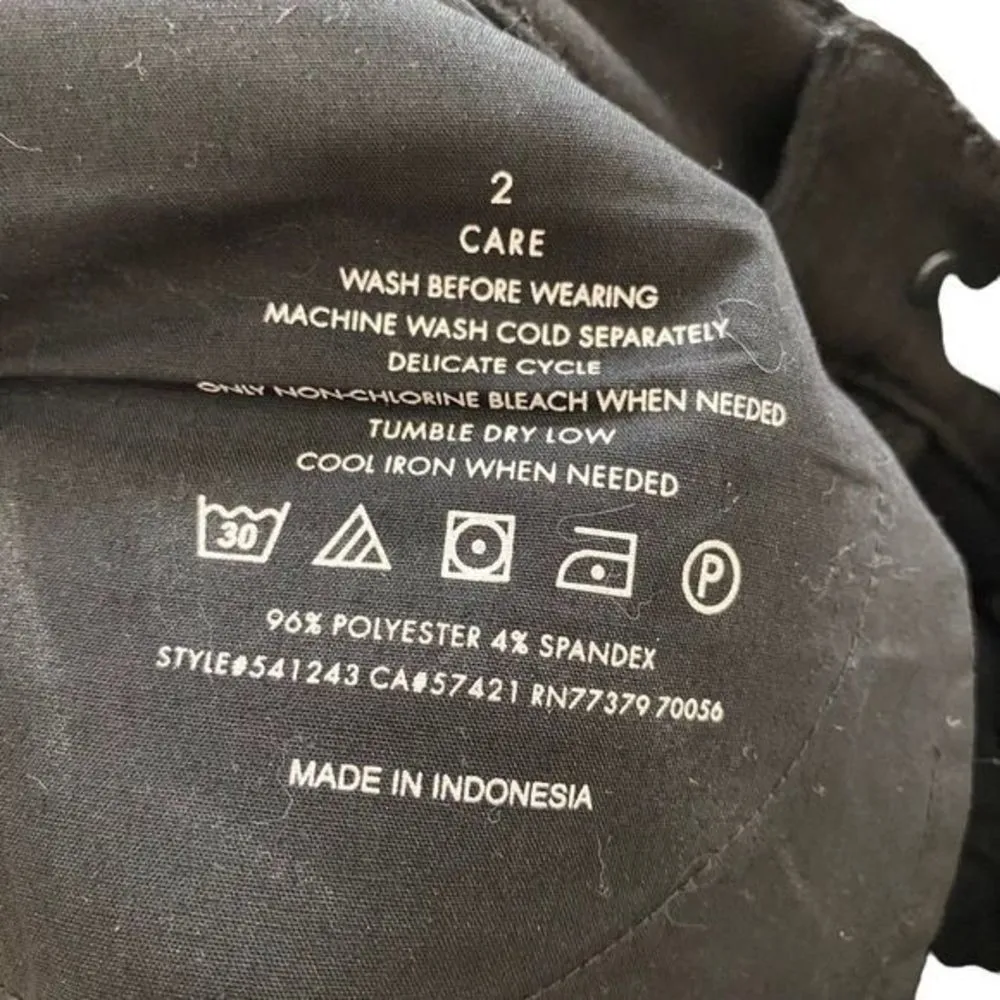 2
CARE
WASH BEFORE WEARING
MACHINE WASH COLD SEPARATELY
DELICATE CYCLE
ONLY NON-CHLORINE BLEACH WHEN NEEDED
TUMBLE DRY LOW
COOL IRON WHEN NEEDED
30 P
96% POLYESTER 4% SPANDEX
STYLE#541243 CA#57421 RN77379 70056
MADE IN INDONESIA